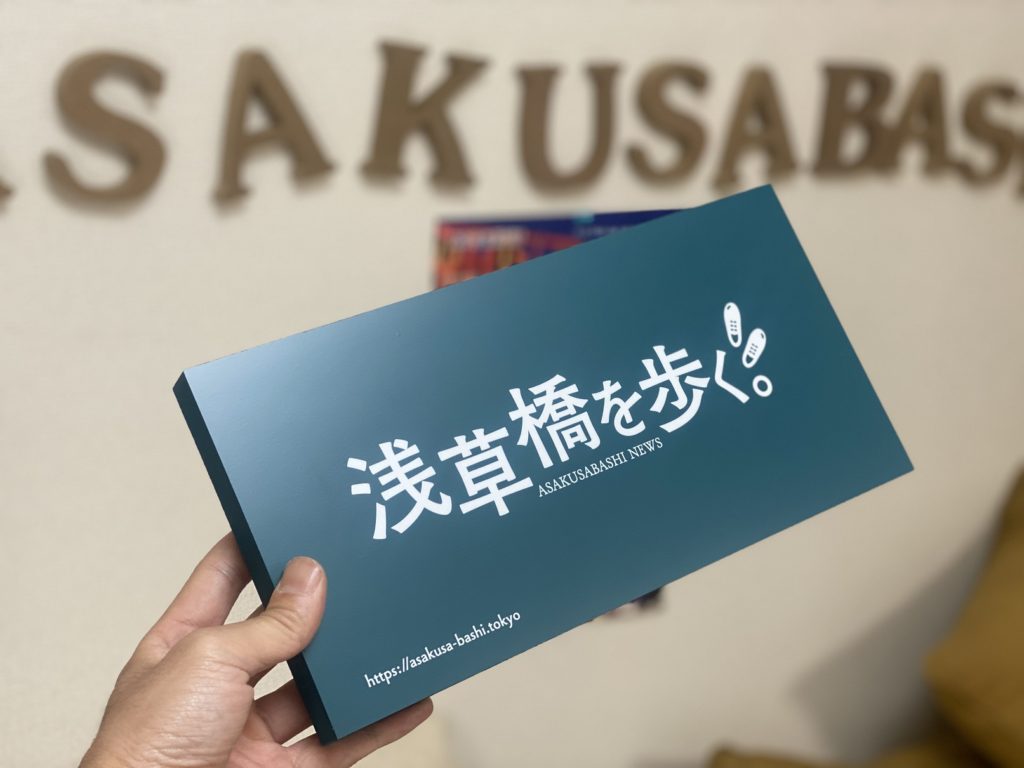 ASAKUSABAS
浅草橋を歩く。
ASAKUSABASHI NEWS
https://asakusa-bashi.tokyo